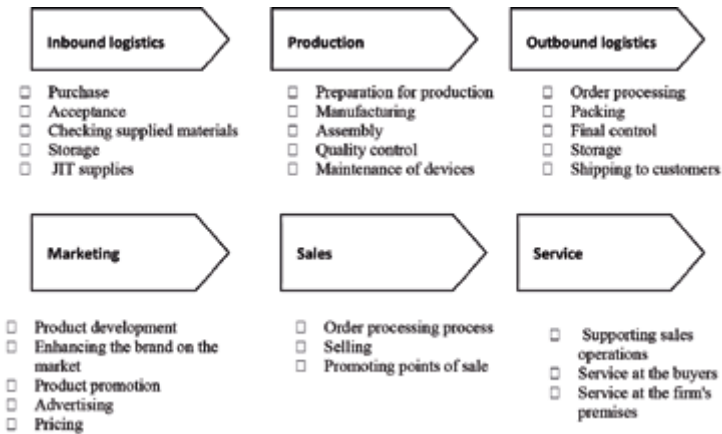 Inbound logistics
Purchase
Acceptance
Checking supplied materials
Storage
JIT supplies
Production
Preparation for production
Manufacturing
Assembly
Quality control
Maintenance of devices
Outbound logistics
Order processing
Packing
Final control
Storage
Shipping to customers
Marketing
Product development
Enhancing the brand on the
market
Product promotion
Advertising
Pricing
Sales
Order processing process
Selling
Promoting points of sale
Service
Supporting sales
operations
Service at the buyers
Service at the firm's
premises